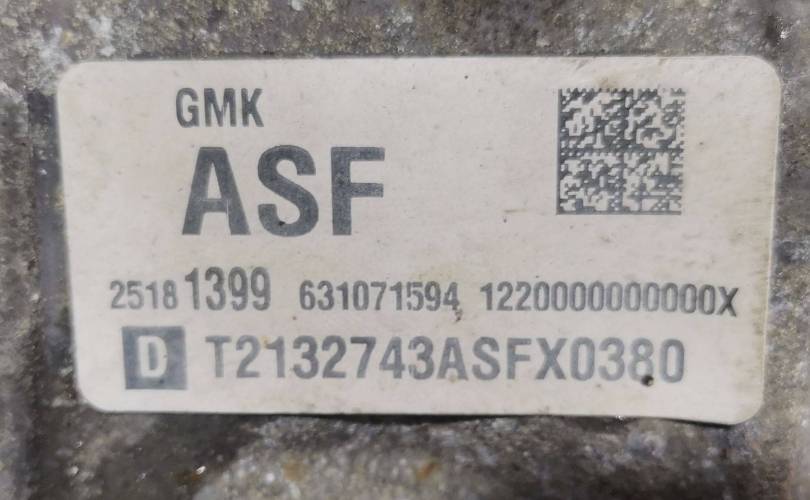 GMK
ASF
25181399 631071594 1220000000000X
D T2132743ASFX0380